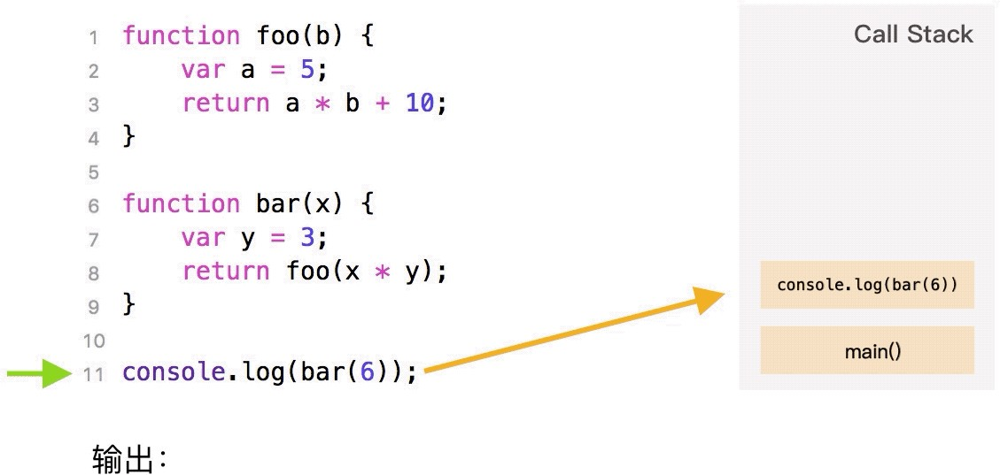 1 function foo(b) {
2     var a = 5;
3     return a * b + 10;
4 }
5
6 function bar(x) {
7     var y = 3;
8     return foo(x * y);
9 }
10
11 console.log(bar(6));
输出：
Call Stack
console.log(bar(6))
main()